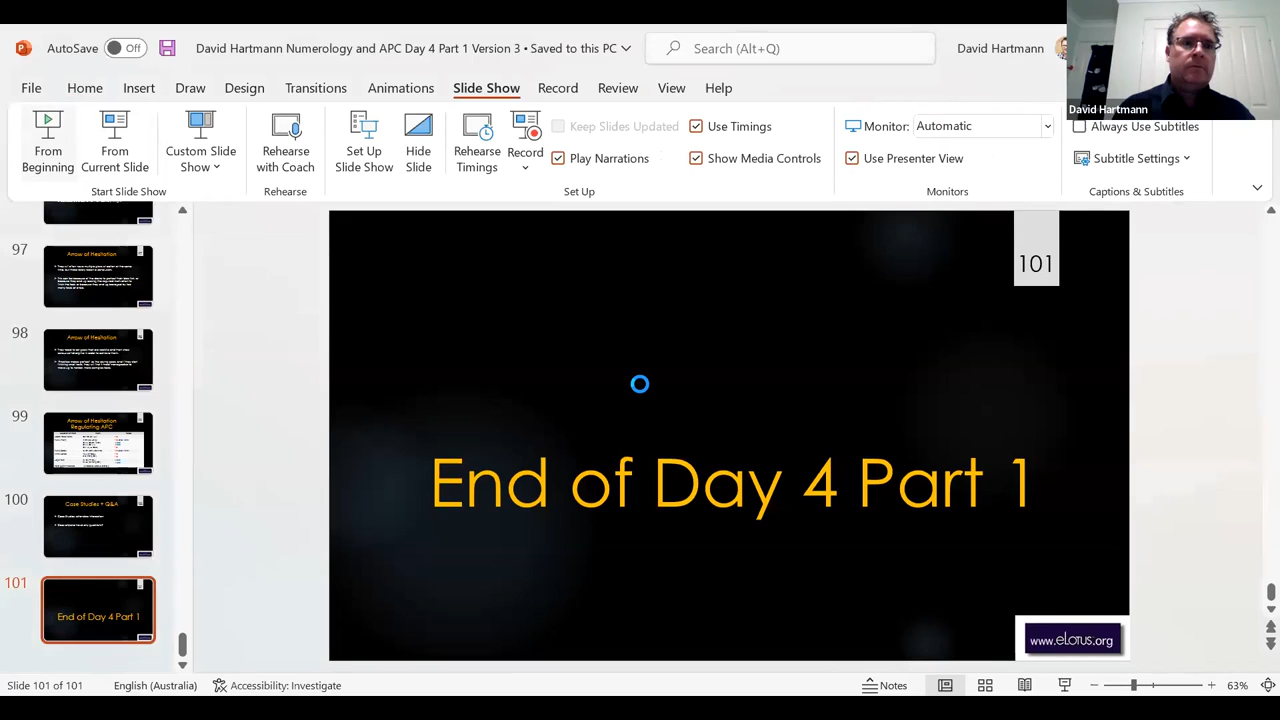 AutoSave
Off
David Hartmann Numerology and APC Day 4 Part 1 Version 3 • Saved to this PC
Search (Alt+Q)
David Hartmann
David Hartmann
File
Home
Insert
Draw
Design
Transitions
Animations
Slide Show
Record
Review
View
Help
From Beginning
From Current Slide
Custom Slide Show
Rehearse with Coach
Set Up Slide Show
Hide Slide
Rehearse Timings
Record
Keep Slides Updated
Use Timings
Play Narrations
Show Media Controls
Monitor:
Automatic
Use Presenter View
Always Use Subtitles
Subtitle Settings
Start Slide Show
Rehearse
Set Up
Monitors
Captions & Subtitles
97
Arrow of Hesitation
98
Arrow of Hesitation
99
Arrow of Hesitation
Regulating APC
100
Case Studies + Q&A
101
End of Day 4 Part 1
101
End of Day 4 Part 1
www.eLotus.org
Slide 101 of 101
English (Australia)
Accessibility: Investigate
Notes
63%